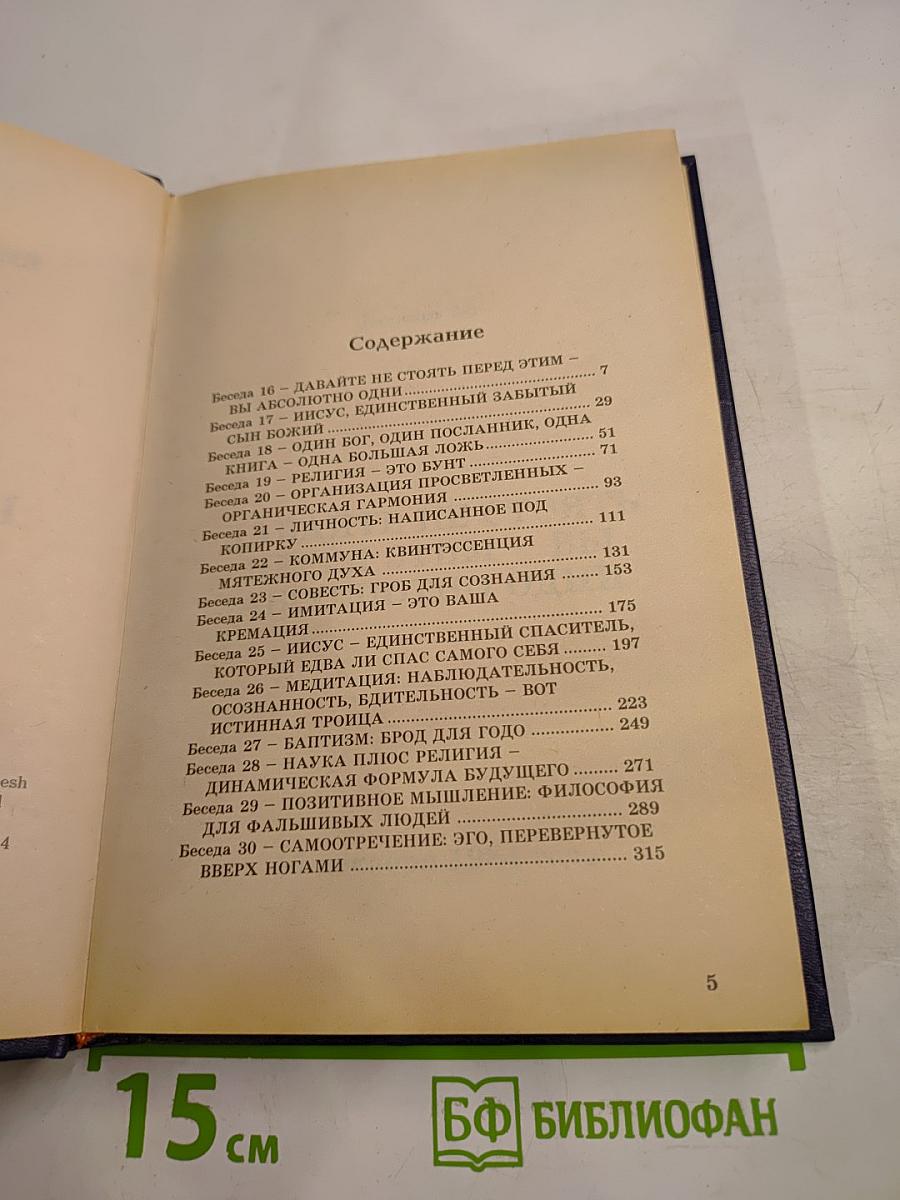 Содержание
Беседа 16 – ДАВАЙТЕ НЕ СТОЯТЬ ПЕРЕД ЭТИМ –
ВЫ АБСОЛЮТНО ОДНИ ................................ 7
Беседа 17 – ИИСУС, ЕДИНСТВЕННЫЙ ЗАБЫТЫЙ
СЫН БОЖИЙ ................................ 29
Беседа 18 – ОДИН БОГ, ОДИН ПОСЛАННИК, ОДНА
КНИГА – ОДНА БОЛЬШАЯ ЛОЖЬ ................ 51
Беседа 19 – РЕЛИГИЯ – ЭТО БУНТ ................ 71
Беседа 20 – ОРГАНИЗАЦИЯ ПРОСВЕТЛЕННЫХ –
ОРГАНИЧЕСКАЯ ГАРМОНИЯ ................ 93
Беседа 21 – ЛИЧНОСТЬ: НАПИСАННОЕ ПОД
КОПИРКУ ................................ 111
Беседа 22 – КОММУНА: КВИНТЭССЕНЦИЯ
МЯТЕЖНОГО ДУХА ................................ 131
Беседа 23 – СОВЕСТЬ: ГРОБ ДЛЯ СОЗНАНИЯ ........ 153
Беседа 24 – ИМИТАЦИЯ – ЭТО ВАША
КРЕМАЦИЯ ................................ 175
Беседа 25 – ИИСУС – ЕДИНСТВЕННЫЙ СПАСИТЕЛЬ,
КОТОРЫЙ ЕДВА ЛИ СПАС САМОГО СЕБЯ ......... 197
Беседа 26 – МЕДИТАЦИЯ: НАБЛЮДАТЕЛЬНОСТЬ,
ОСОЗНАННОСТЬ, БДИТЕЛЬНОСТЬ – ВОТ
ИСТИННАЯ ТРОИЦА ................................ 223
Беседа 27 – БАПТИЗМ: БРОД ДЛЯ ГОДО ................ 249
Беседа 28 – НАУКА ПЛЮС РЕЛИГИЯ –
ДИНАМИЧЕСКАЯ ФОРМУЛА БУДУЩЕГО ......... 271
Беседа 29 – ПОЗИТИВНОЕ МЫШЛЕНИЕ: ФИЛОСОФИЯ
ДЛЯ ФАЛЬШИВЫХ ЛЮДЕЙ ................................ 289
Беседа 30 – САМООТРЕЧЕНИЕ: ЭГО, ПЕРЕВЕРНУТОЕ
ВВЕРХ НОГАМИ ................................ 315
5
esh
4
15 см
БФ БИБЛИОФАН